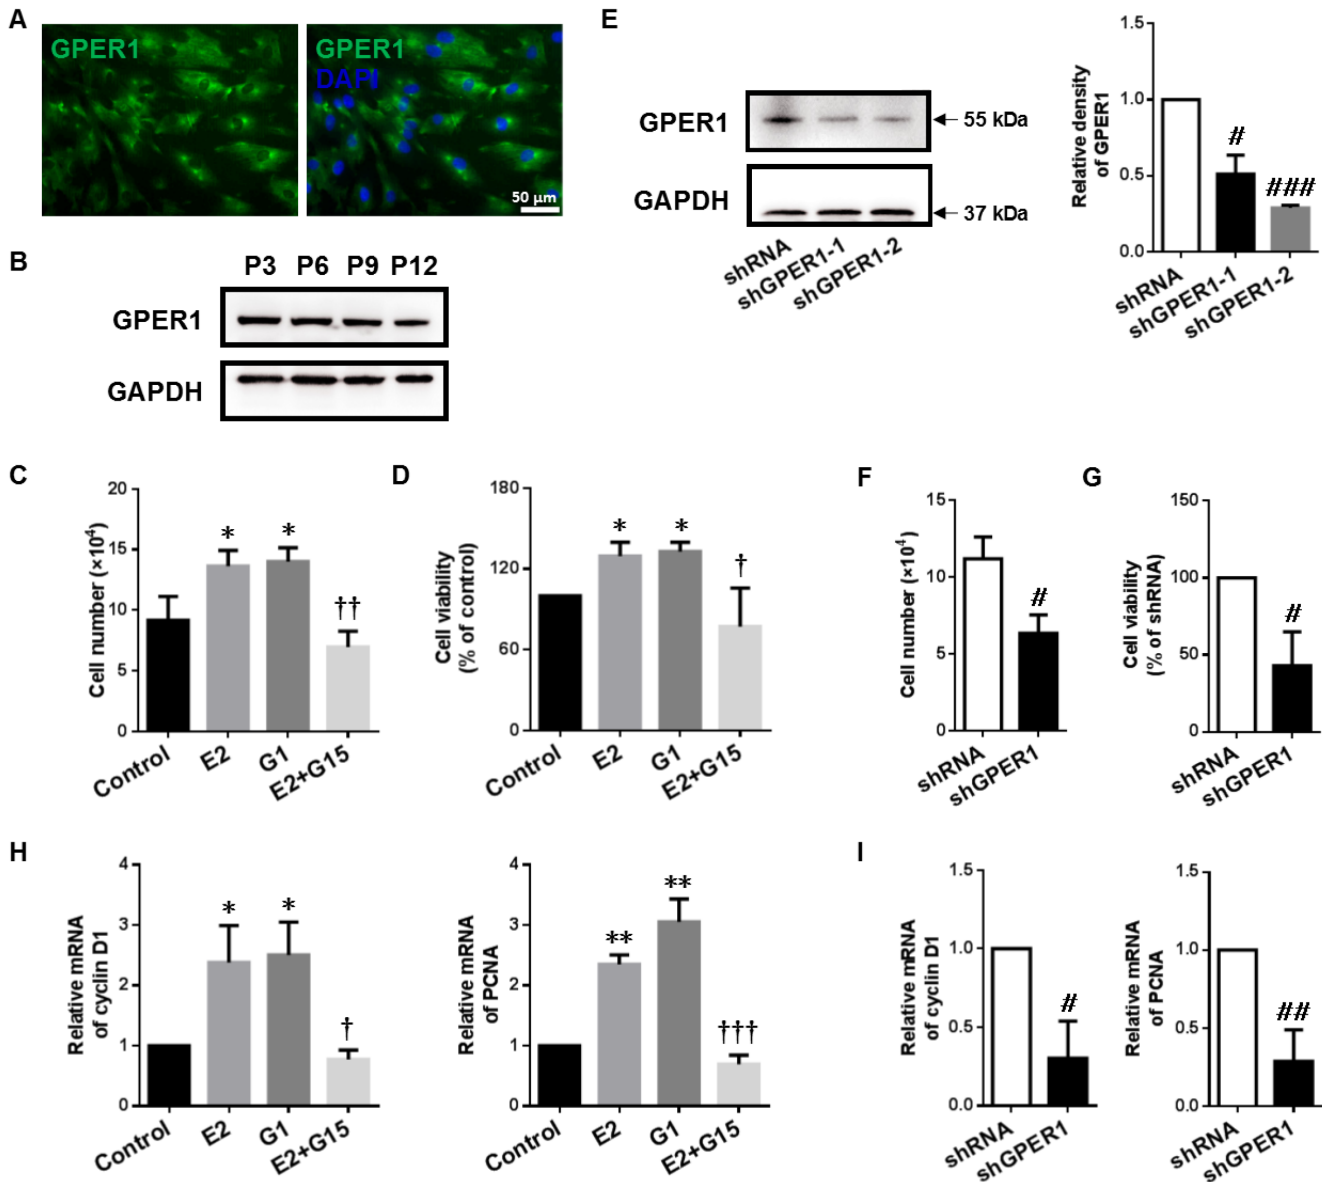 A
GPER1
GPER1
DAPI
50 µm
B
P3 P6 P9 P12
GPER1
GAPDH
E
GPER1
55 kDa
GAPDH
37 kDa
shRNA
shGPER1-1
shGPER1-2
Relative density
of GPER1
1.5
1.0
0.5
0.0
#
###
shRNA
shGPER1-1
shGPER1-2
C
Cell number (×10⁴)
20
15
10
5
0
*
*
††
Control
E2
G1
E2+G15
D
Cell viability
(% of control)
180
120
60
0
*
*
†
Control
E2
G1
E2+G15
F
Cell number (×10⁴)
15
10
5
0
#
shRNA
shGPER1
G
Cell viability
(% of shRNA)
150
100
50
0
#
shRNA
shGPER1
H
Relative mRNA
of cyclin D1
4
3
2
1
0
*
*
†
Control
E2
G1
E2+G15
Relative mRNA
of PCNA
4
3
2
1
0
**
**
†††
Control
E2
G1
E2+G15
I
Relative mRNA
of cyclin D1
1.5
1.0
0.5
0.0
#
shRNA
shGPER1
Relative mRNA
of PCNA
1.5
1.0
0.5
0.0
##
shRNA
shGPER1